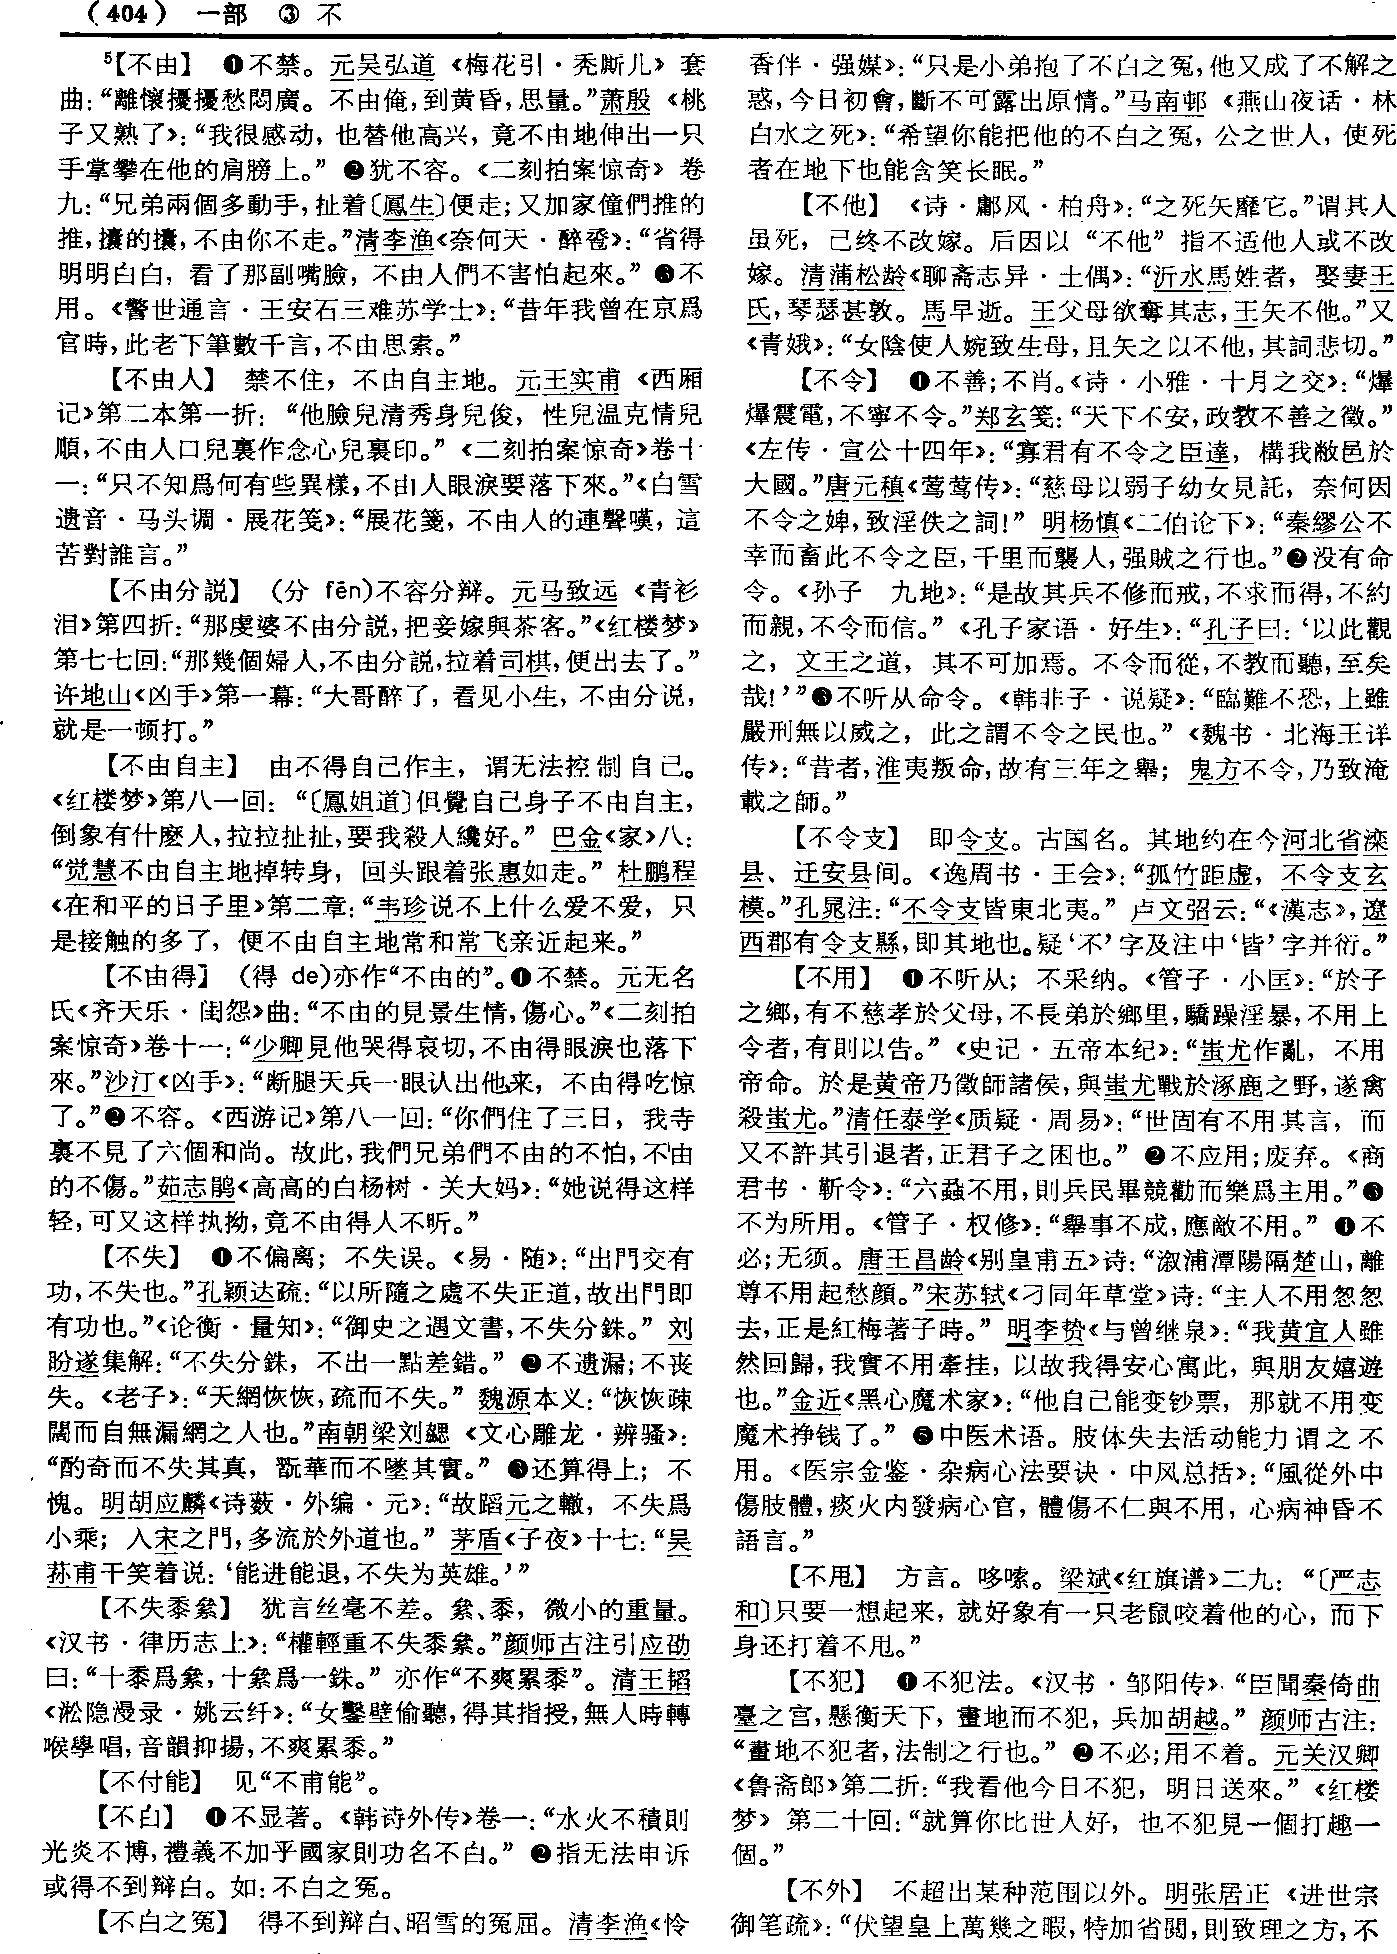 （404） 一部 ③ 不
⁵【不由】 ❶不禁。元吴弘道《梅花引·秃厮儿》套
曲：“離懷擾擾愁悶廣。不由俺，到黄昏，思量。”萧殷《桃
子又熟了》：“我很感动，也替他高兴，竟不由地伸出一只
手掌攀在他的肩膀上。” ❷犹不容。《二刻拍案惊奇》卷
九：“兄弟兩個多動手，扯着〔鳳生〕便走；又加家僮們推的
推，攮的攮，不由你不走。”清李渔《奈何天·醉卺》：“省得
明明白白，看了那副嘴臉，不由人們不害怕起來。” ❸不
用。《警世通言·王安石三难苏学士》：“昔年我曾在京爲
官時，此老下筆數千言，不由思索。”
【不由人】 禁不住，不由自主地。元王实甫《西厢
记》第二本第一折：“他臉兒清秀身兒俊，性兒温克情兒
順，不由人口兒裏作念心兒裏印。”《二刻拍案惊奇》卷十
一：“只不知爲何有些異樣，不由人眼淚要落下來。”《白雪
遗音·马头调·展花笺》：“展花箋，不由人的連聲嘆，這
苦對誰言。”
【不由分説】 （分 fēn）不容分辩。元马致远《青衫
泪》第四折：“那虔婆不由分説，把妾嫁與茶客。”《红楼梦》
第七七回：“那幾個婦人，不由分説，拉着司棋，便出去了。”
许地山《凶手》第一幕：“大哥醉了，看见小生，不由分说，
就是一顿打。”
【不由自主】 由不得自己作主，谓无法控制自己。
《红楼梦》第八一回：“〔鳳姐道〕但覺自己身子不由自主，
倒象有什麽人，拉拉扯扯，要我殺人纔好。” 巴金《家》八：
“觉慧不由自主地掉转身，回头跟着张惠如走。” 杜鹏程
《在和平的日子里》第二章：“韦珍说不上什么爱不爱，只
是接触的多了，便不由自主地常和常飞亲近起来。”
【不由得】 （得 de）亦作“不由的”。❶不禁。元无名
氏《齐天乐·闺怨》曲：“不由的見景生情，傷心。”《二刻拍
案惊奇》卷十一：“少卿見他哭得哀切，不由得眼淚也落下
來。”沙汀《凶手》：“断腿天兵一眼认出他来，不由得吃惊
了。”❷不容。《西游记》第八一回：“你們住了三日，我寺
裏不見了六個和尚。故此，我們兄弟們不由的不怕，不由
的不傷。”茹志鹃《高高的白杨树·关大妈》：“她说得这样
轻，可又这样执拗，竟不由得人不听。”
【不失】 ❶不偏离；不失误。《易·随》：“出門交有
功，不失也。”孔颖达疏：“以所隨之處不失正道，故出門即
有功也。”《论衡·量知》：“御史之遇文書，不失分銖。” 刘
盼遂集解：“不失分銖，不出一點差錯。” ❷不遗漏；不丧
失。《老子》：“天網恢恢，疏而不失。” 魏源本义：“恢恢疎
闊而自無漏網之人也。”南朝梁刘勰《文心雕龙·辨骚》：
“酌奇而不失其真，翫華而不墜其實。” ❸还算得上；不
愧。明胡应麟《诗薮·外编·元》：“故蹈元之轍，不失爲
小乘；入宋之門，多流於外道也。” 茅盾《子夜》十七：“吴
荪甫干笑着说：‘能进能退，不失为英雄。’”
【不失黍絫】 犹言丝毫不差。絫、黍，微小的重量。
《汉书·律历志上》：“權輕重不失黍絫。”颜师古注引应劭
曰：“十黍爲絫，十絫爲一銖。” 亦作“不爽累黍”。清王韬
《淞隐漫录·姚云纤》：“女鑿壁偷聽，得其指授，無人時轉
喉學唱，音韻抑揚，不爽累黍。”
【不付能】 见“不甫能”。
【不白】 ❶不显著。《韩诗外传》卷一：“水火不積則
光炎不博，禮義不加乎國家則功名不白。” ❷指无法申诉
或得不到辩白。如：不白之冤。
【不白之冤】 得不到辩白、昭雪的冤屈。清李渔《怜
香伴·强媒》：“只是小弟抱了不白之冤，他又成了不解之
惑，今日初會，斷不可露出原情。”马南邨《燕山夜话·林
白水之死》：“希望你能把他的不白之冤，公之世人，使死
者在地下也能含笑长眠。”
【不他】 《诗·鄘风·柏舟》：“之死矢靡它。”谓其人
虽死，己终不改嫁。后因以“不他”指不适他人或不改
嫁。清蒲松龄《聊斋志异·土偶》：“沂水馬姓者，娶妻王
氏，琴瑟甚敦。馬早逝。王父母欲奪其志，王矢不他。”又
《青娥》：“女陰使人婉致生母，且矢之以不他，其詞悲切。”
【不令】 ❶不善；不肖。《诗·小雅·十月之交》：“爆
爆震電，不寧不令。”郑玄笺：“天下不安，政教不善之徵。”
《左传·宣公十四年》：“寡君有不令之臣達，構我敝邑於
大國。”唐元稹《莺莺传》：“慈母以弱子幼女見託，奈何因
不令之婢，致淫佚之詞！” 明杨慎《二伯论下》：“秦繆公不
幸而畜此不令之臣，千里而襲人，强賊之行也。”❷没有命
令。《孙子 九地》：“是故其兵不修而戒，不求而得，不約
而親，不令而信。”《孔子家语·好生》：“孔子曰：‘以此觀
之，文王之道，其不可加焉。不令而從，不教而聽，至矣
哉！’”❸不听从命令。《韩非子·说疑》：“臨難不恐，上雖
嚴刑無以威之，此之謂不令之民也。”《魏书·北海王详
传》：“昔者，淮夷叛命，故有三年之舉；鬼方不令，乃致淹
載之師。”
【不令支】 即令支。古国名。其地约在今河北省滦
县、迁安县间。《逸周书·王会》：“孤竹距虚，不令支玄
模。”孔晁注：“不令支皆東北夷。” 卢文弨云：“《漢志》，遼
西郡有令支縣，即其地也。疑‘不’字及注中‘皆’字并衍。”
【不用】 ❶不听从；不采纳。《管子·小匡》：“於子
之鄉，有不慈孝於父母，不長弟於鄉里，驕躁淫暴，不用上
令者，有則以告。”《史记·五帝本纪》：“蚩尤作亂，不用
帝命。於是黄帝乃徵師諸侯，與蚩尤戰於涿鹿之野，遂禽
殺蚩尤。”清任泰学《质疑·周易》：“世固有不用其言，而
又不許其引退者，正君子之困也。” ❷不应用；废弃。《商
君书·靳令》：“六蝨不用，則兵民畢競勸而樂爲主用。”❸
不为所用。《管子·权修》：“舉事不成，應敵不用。” ❹不
必；无须。唐王昌龄《别皇甫五》诗：“溆浦潭陽隔楚山，離
尊不用起愁顔。”宋苏轼《刁同年草堂》诗：“主人不用怱怱
去，正是紅梅著子時。” 明李贽《与曾继泉》：“我黄宜人雖
然回歸，我實不用牽挂，以故我得安心寓此，與朋友嬉遊
也。”金近《黑心魔术家》：“他自己能变钞票，那就不用变
魔术挣钱了。” ❺中医术语。肢体失去活动能力谓之不
用。《医宗金鉴·杂病心法要诀·中风总括》：“風從外中
傷肢體，痰火内發病心官，體傷不仁與不用，心病神昏不
語言。”
【不甩】 方言。哆嗦。梁斌《红旗谱》二九：“〔严志
和〕只要一想起来，就好象有一只老鼠咬着他的心，而下
身还打着不甩。”
【不犯】 ❶不犯法。《汉书·邹阳传》：“臣聞秦倚曲
臺之宫，懸衡天下，畫地而不犯，兵加胡越。” 颜师古注：
“畫地不犯者，法制之行也。” ❷不必；用不着。元关汉卿
《鲁斋郎》第二折：“我看他今日不犯，明日送來。”《红楼
梦》第二十回：“就算你比世人好，也不犯見一個打趣一
個。”
【不外】 不超出某种范围以外。明张居正《进世宗
御笔疏》：“伏望皇上萬幾之暇，特加省閲，則致理之方，不